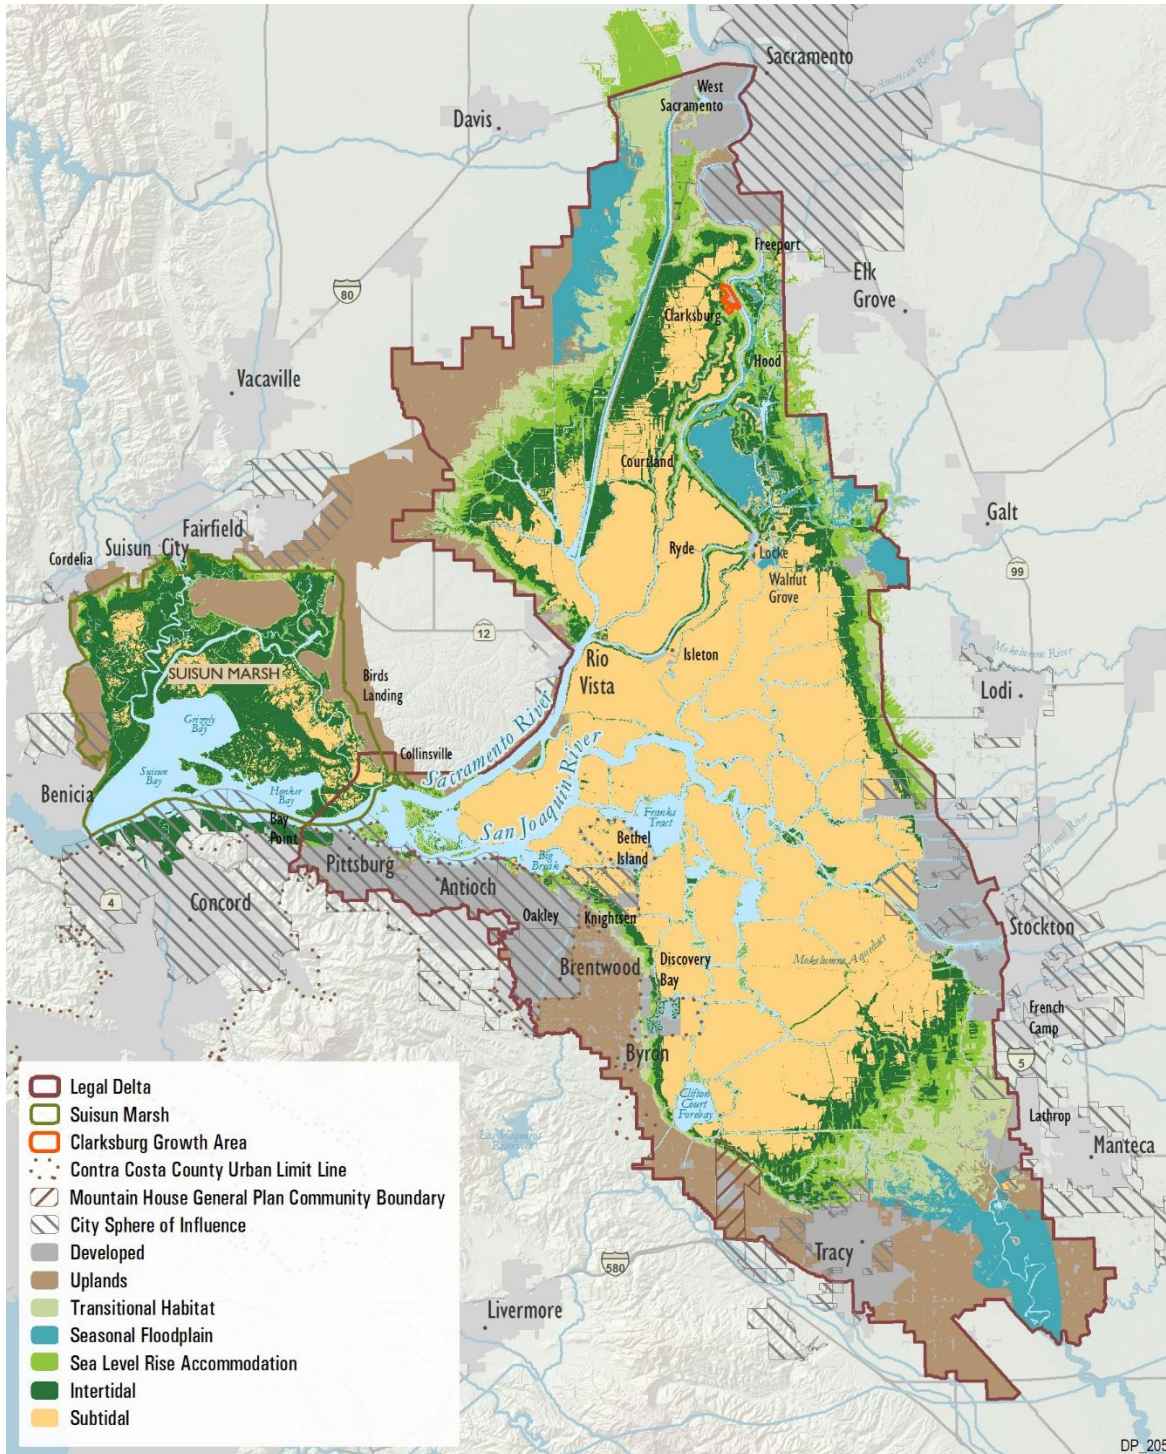 Sacramento
American River
West
Sacramento
Davis
Freeport
Elk
Grove
80
Clarksburg
Hood
Vacaville
Courtland
Galt
Fairfield
Suisun City
Cordelia
Ryde
Locke
Walnut
Grove
99
12
Mokelumne River
Isleton
Rio
Vista
SUISUN MARSH
Birds
Landing
Lodi
Grizzly
Bay
Collinsville
Sacramento River
Suisun
Bay
Honker
Bay
Benicia
San Joaquin River
Franks
Tract
Bay
Point
Bethel
Island
Big
Break
Pittsburg
Antioch
4
Concord
Oakley
Knightsen
Stockton
Brentwood
Discovery
Bay
Mokelumne Aqueduct
French
Camp
Byron
5
Clifton
Court
Forebay
Lathrop
Manteca
Tracy
580
Livermore
Legal Delta
Suisun Marsh
Clarksburg Growth Area
Contra Costa County Urban Limit Line
Mountain House General Plan Community Boundary
City Sphere of Influence
Developed
Uplands
Transitional Habitat
Seasonal Floodplain
Sea Level Rise Accommodation
Intertidal
Subtidal
DP_205